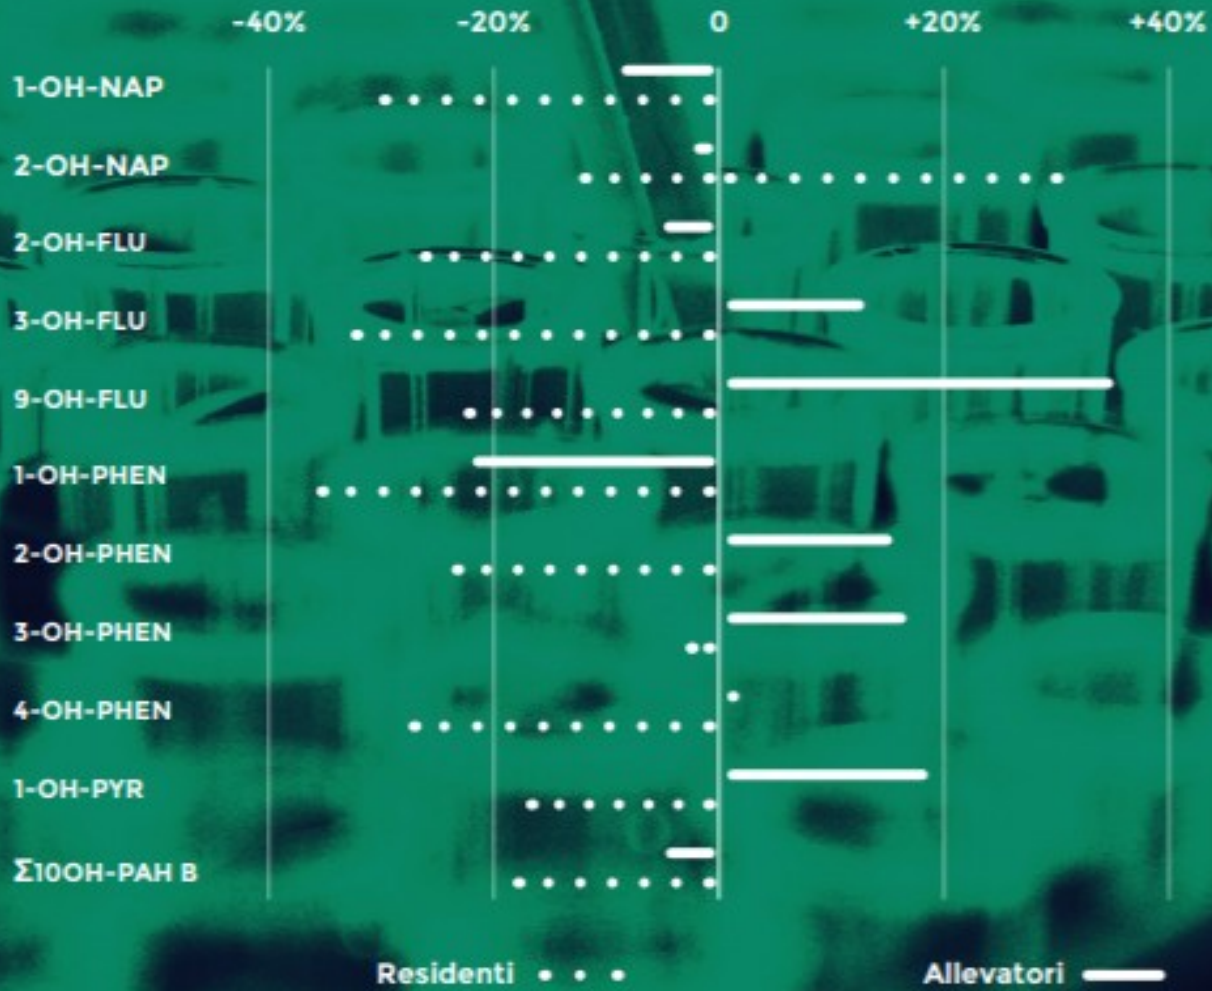 -40% -20% 0 +20% +40%
1-OH-NAP
2-OH-NAP
2-OH-FLU
3-OH-FLU
9-OH-FLU
1-OH-PHEN
2-OH-PHEN
3-OH-PHEN
4-OH-PHEN
1-OH-PYR
Σ10OH-PAH B
Residenti Allevatori